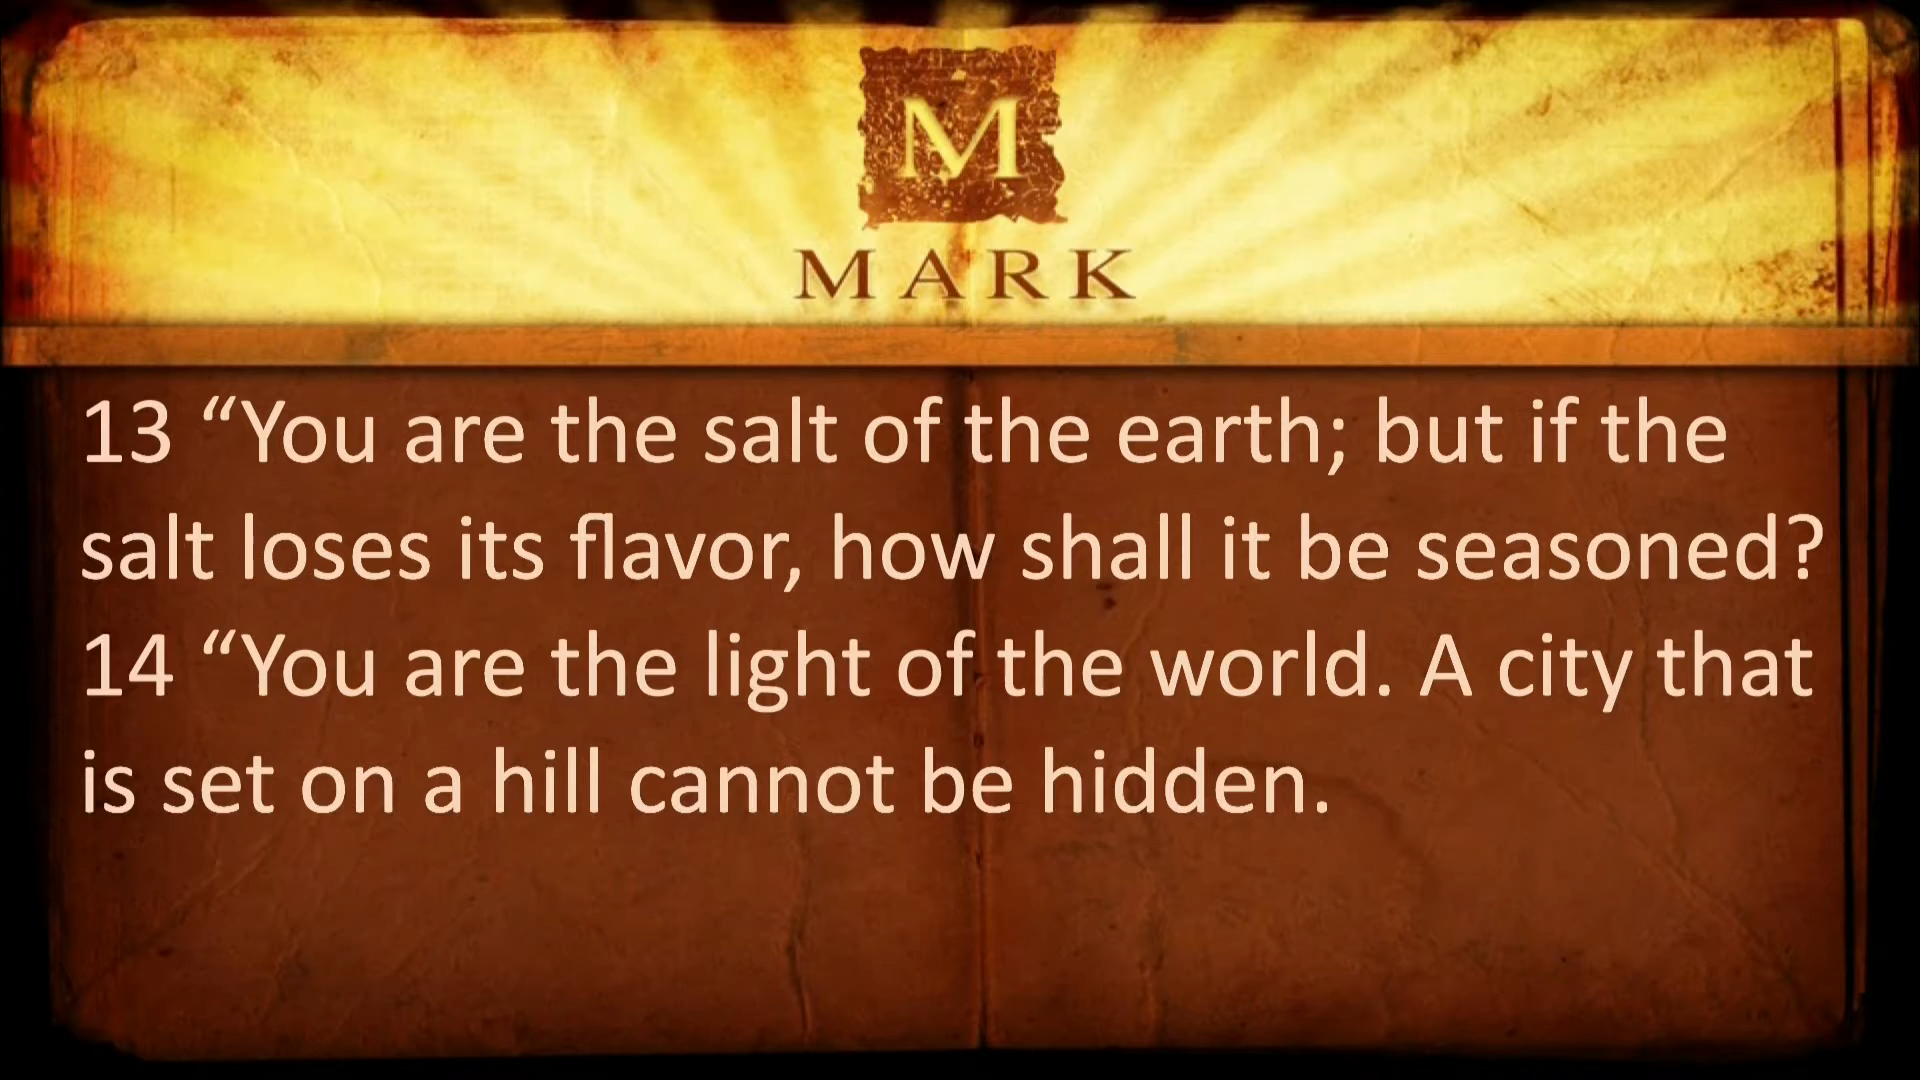 M
MARK
13 “You are the salt of the earth; but if the
salt loses its flavor, how shall it be seasoned?
14 “You are the light of the world. A city that
is set on a hill cannot be hidden.